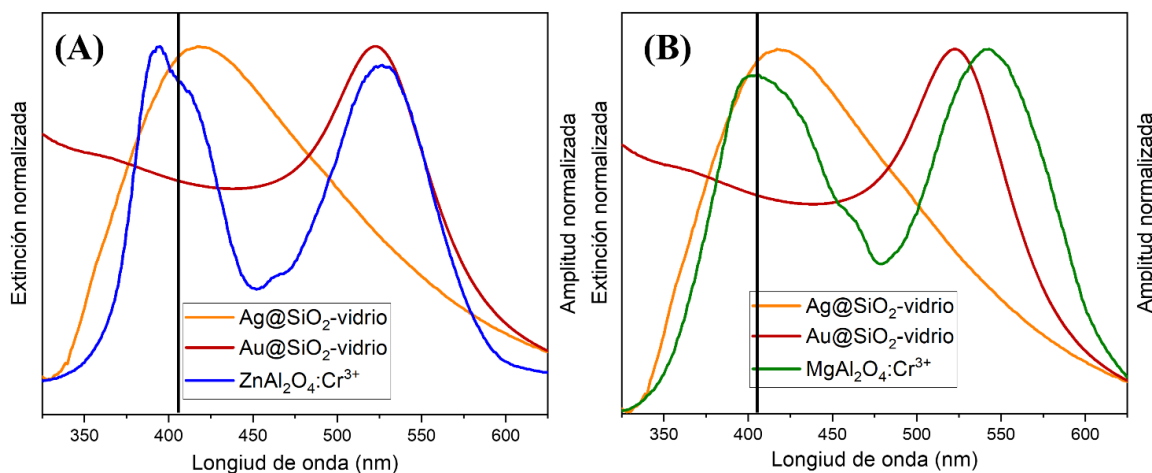 (A)
Extinción normalizada
Ag@SiO₂-vidrio
Au@SiO₂-vidrio
ZnAl₂O₄:Cr³⁺
350 400 450 500 550 600
Longiud de onda (nm)
Amplitud normalizada
(B)
Extinción normalizada
Ag@SiO₂-vidrio
Au@SiO₂-vidrio
MgAl₂O₄:Cr³⁺
350 400 450 500 550 600
Longiud de onda (nm)
Amplitud normalizada